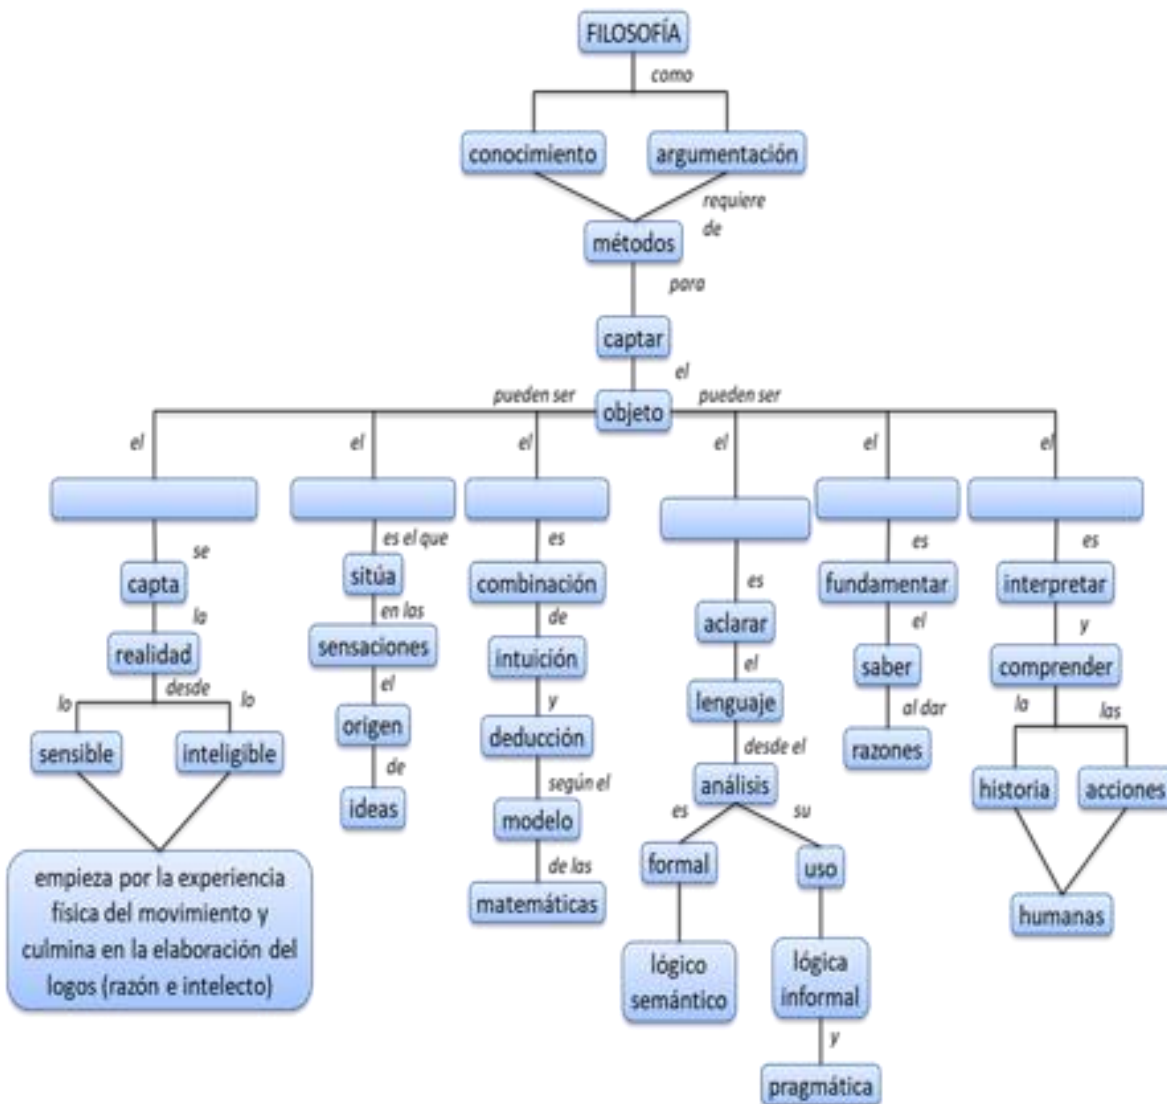 FILOSOFÍA
como
conocimiento
argumentación
requiere
de
métodos
para
captar
el
pueden ser
objeto
pueden ser
el
el
el
el
el
el
se
capta
la
realidad
lo
desde
lo
sensible
inteligible
empieza por la experiencia
física del movimiento y
culmina en la elaboración del
logos (razón e intelecto)
es el que
sitúa
en las
sensaciones
el
origen
de
ideas
es
combinación
de
intuición
y
deducción
según el
modelo
de las
matemáticas
es
aclarar
el
lenguaje
desde el
análisis
es
su
formal
uso
lógico
semántico
lógica
informal
y
pragmática
es
fundamentar
el
saber
al dar
razones
es
interpretar
y
comprender
la
las
historia
acciones
humanas